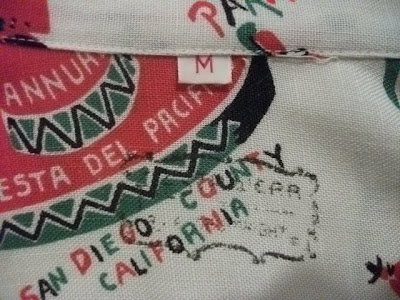 PA
M
ANNUA
ESTA DEL PACIFI
SAN DIEGO COUNTY
CALIFORNIA